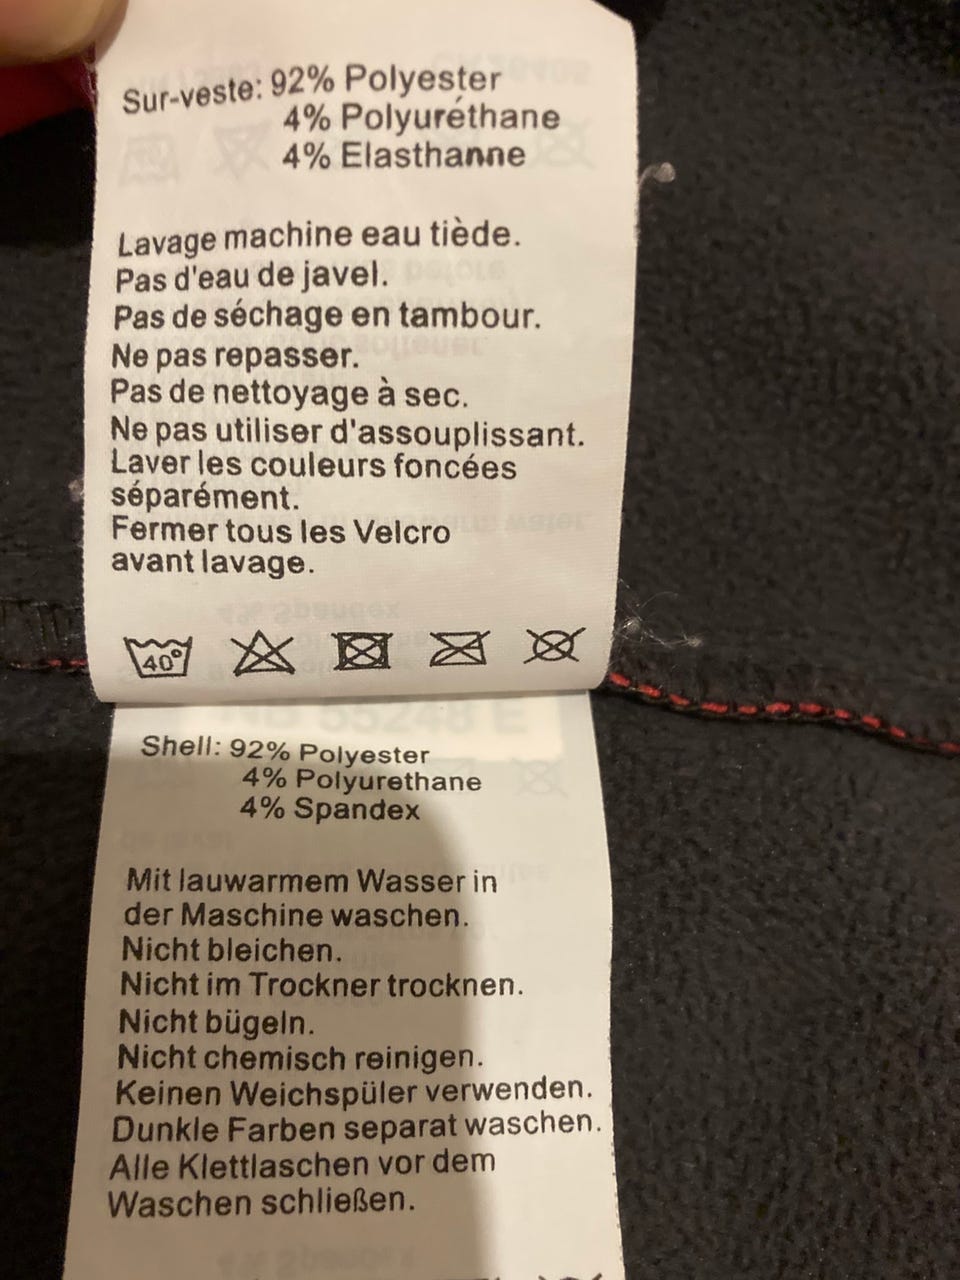 Sur-veste: 92% Polyester
4% Polyuréthane
4% Elasthanne
Lavage machine eau tiède.
Pas d'eau de javel.
Pas de séchage en tambour.
Ne pas repasser.
Pas de nettoyage à sec.
Ne pas utiliser d'assouplissant.
Laver les couleurs foncées
séparément.
Fermer tous les Velcro
avant lavage.
40°
Shell: 92% Polyester
4% Polyurethane
4% Spandex
Mit lauwarmem Wasser in
der Maschine waschen.
Nicht bleichen.
Nicht im Trockner trocknen.
Nicht bügeln.
Nicht chemisch reinigen.
Keinen Weichspüler verwenden.
Dunkle Farben separat waschen.
Alle Klettlaschen vor dem
Waschen schließen.